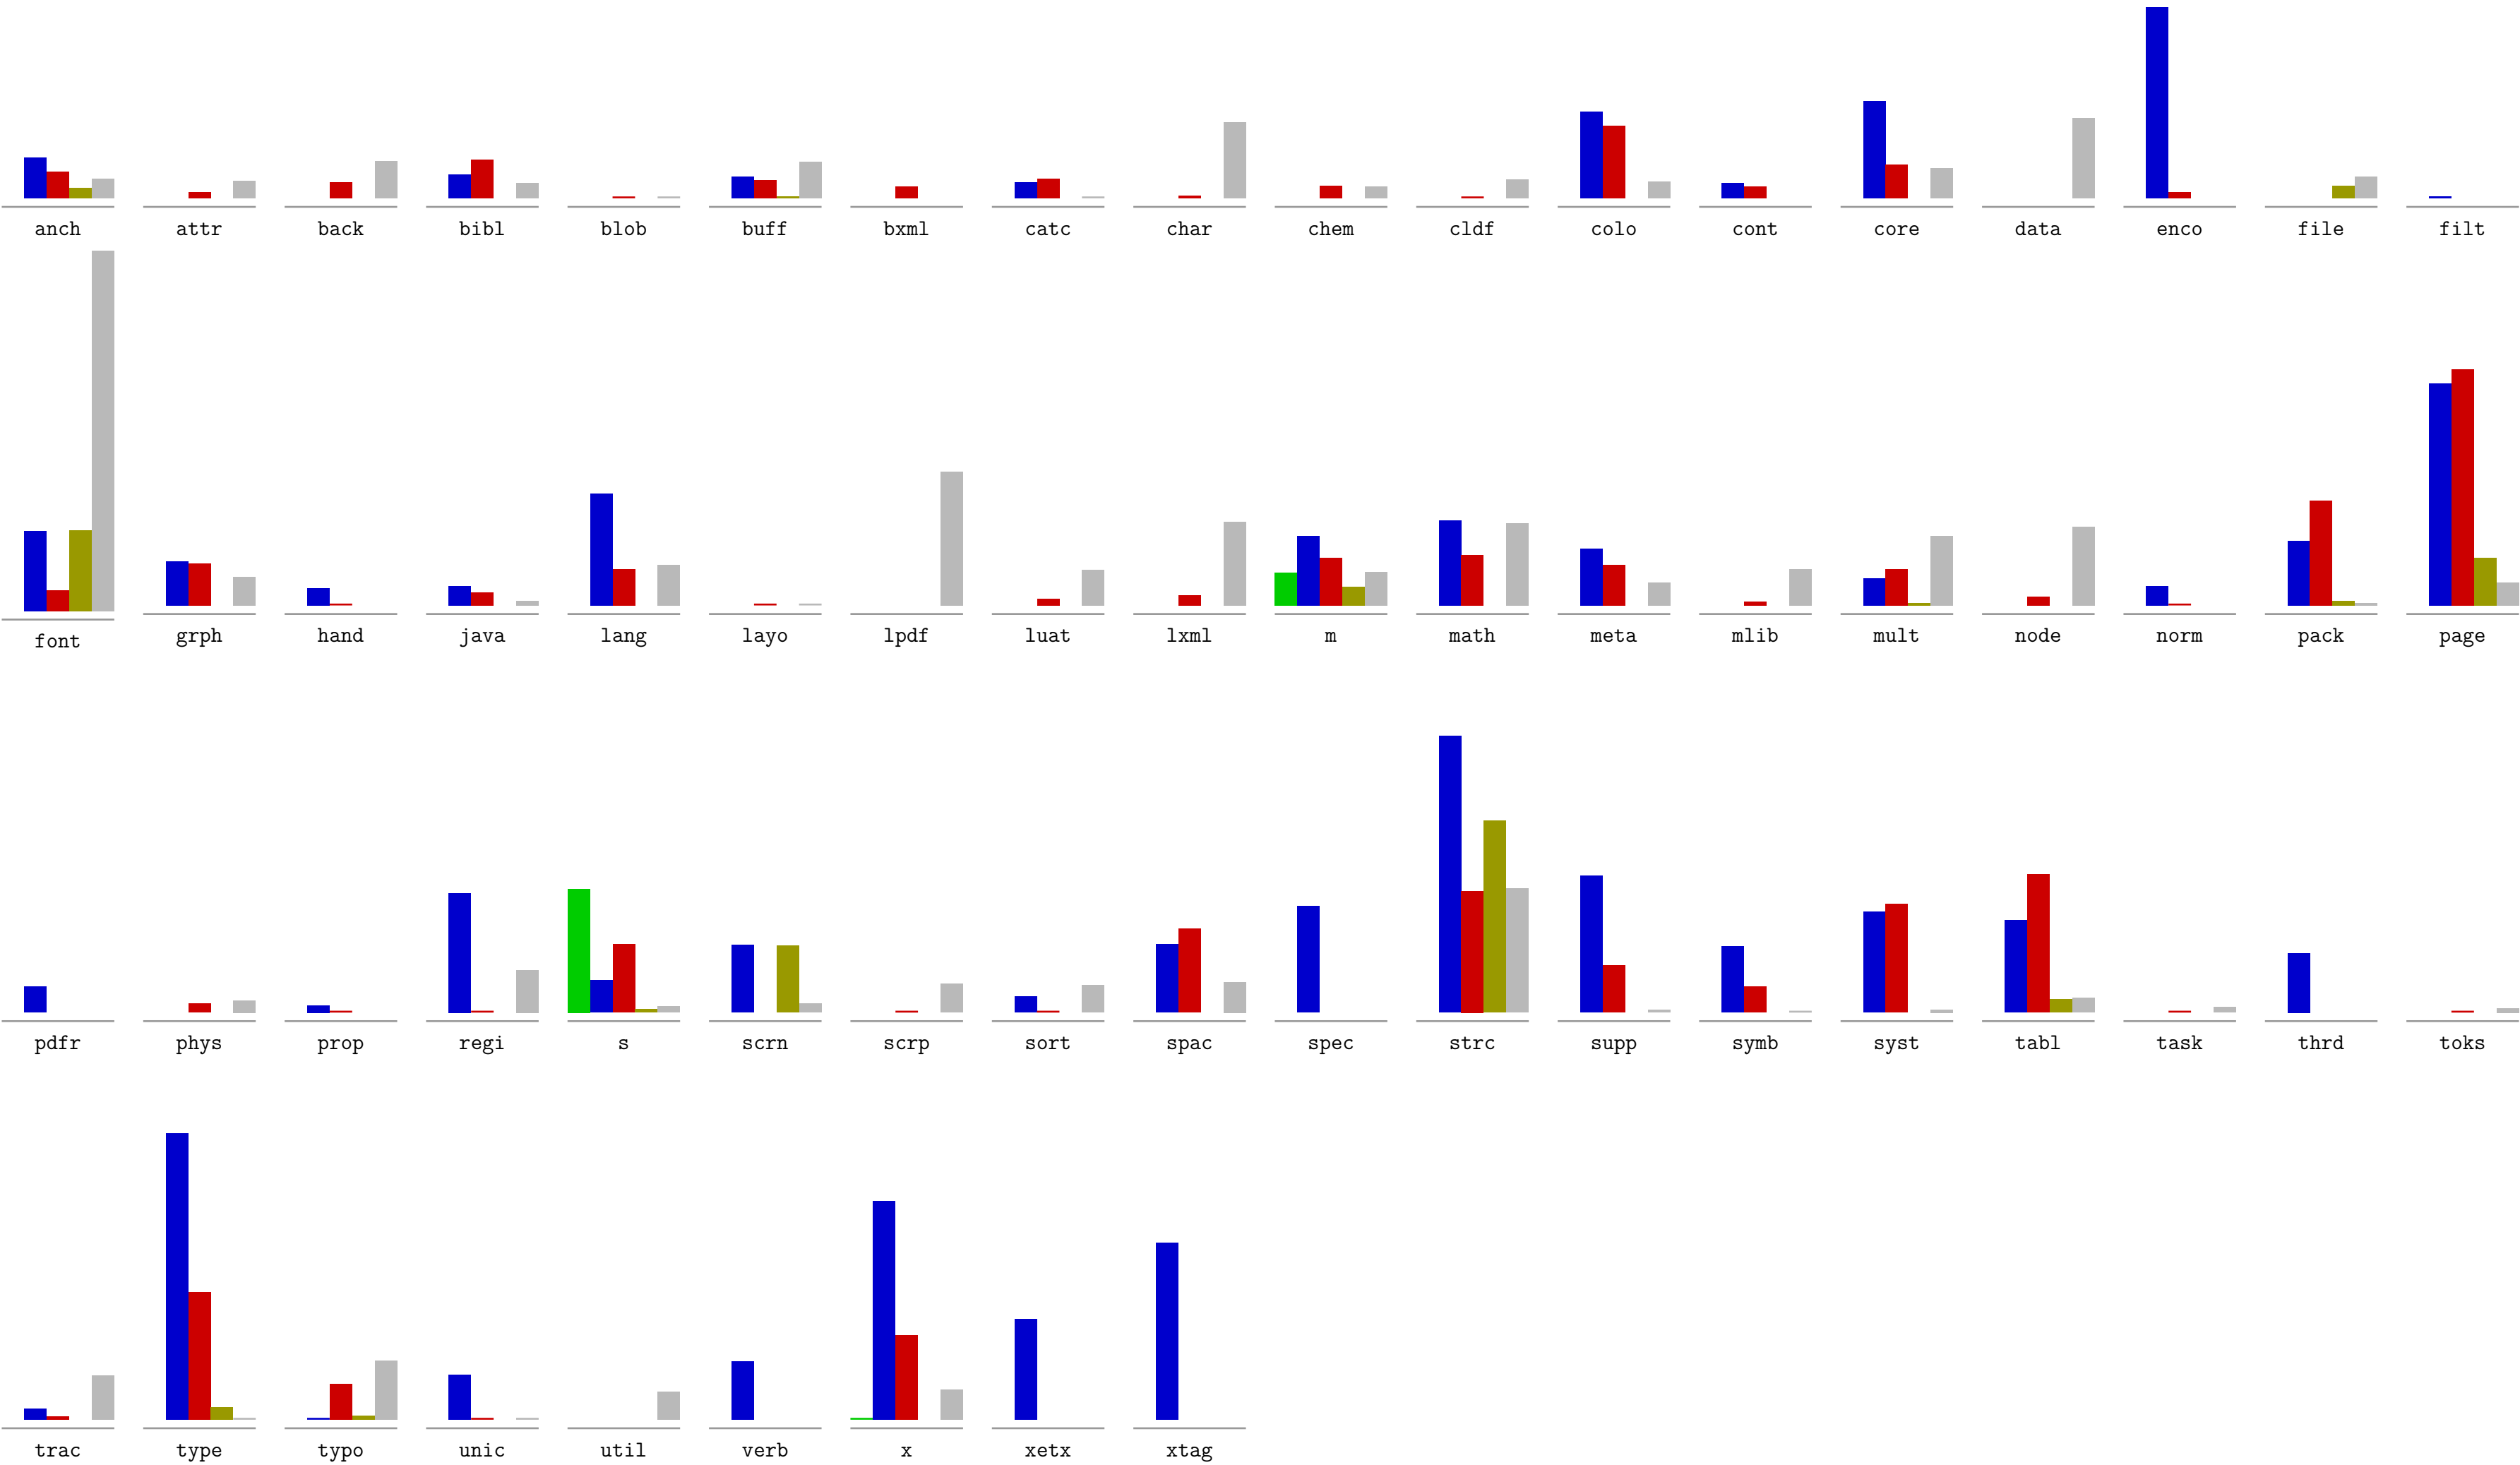 anch attr back bibl blob buff bxml catc char chem cldf colo cont core data enco file filt
font grph hand java lang layo lpdf luat lxml m math meta mlib mult node norm pack page
pdfr phys prop regi s scrn scrp sort spac spec strc supp symb syst tabl task thrd toks
trac type typo unic util verb x xetx xtag